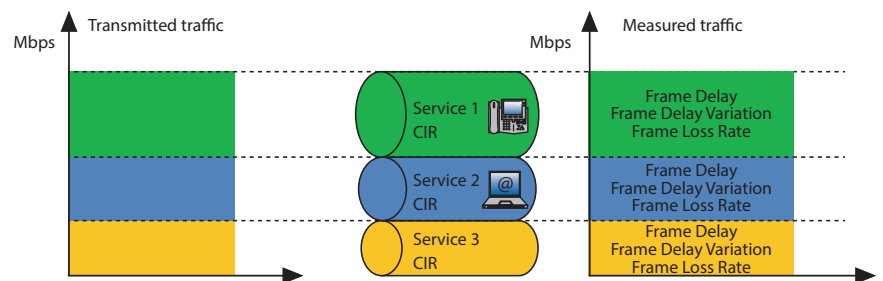 Transmitted traffic
Mbps
Service 1
CIR
Service 2
CIR
@
Service 3
CIR
Measured traffic
Mbps
Frame Delay
Frame Delay Variation
Frame Loss Rate
Frame Delay
Frame Delay Variation
Frame Loss Rate
Frame Delay
Frame Delay Variation
Frame Loss Rate